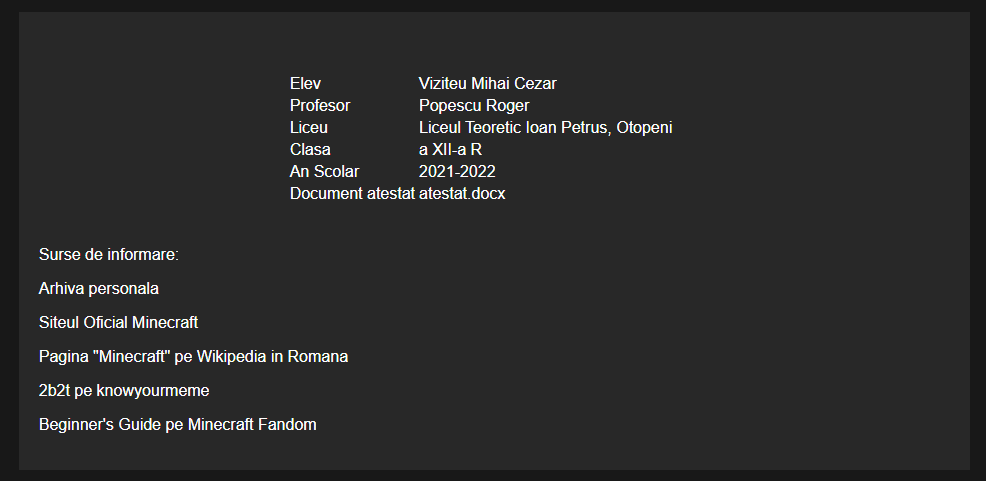 Elev Viziteu Mihai Cezar
Profesor Popescu Roger
Liceu Liceul Teoretic Ioan Petrus, Otopeni
Clasa a XII-a R
An Scolar 2021-2022
Document atestat atestat.docx
Surse de informare:
Arhiva personala
Siteul Oficial Minecraft
Pagina "Minecraft" pe Wikipedia in Romana
2b2t pe knowyourmeme
Beginner's Guide pe Minecraft Fandom